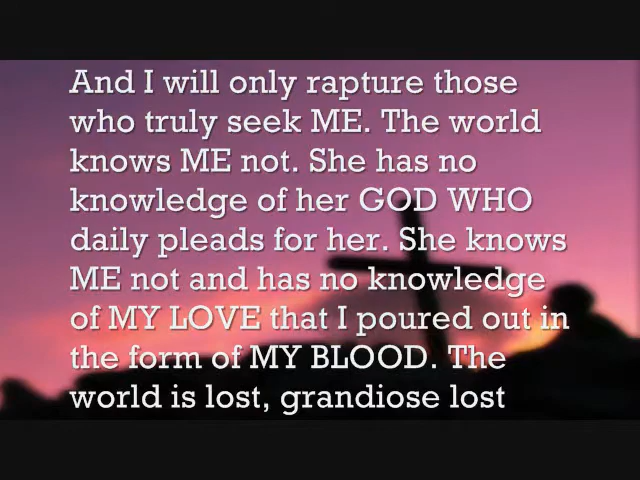 And I will only rapture those
who truly seek ME. The world
knows ME not. She has no
knowledge of her GOD WHO
daily pleads for her. She knows
ME not and has no knowledge
of MY LOVE that I poured out in
the form of MY BLOOD. The
world is lost, grandiose lost